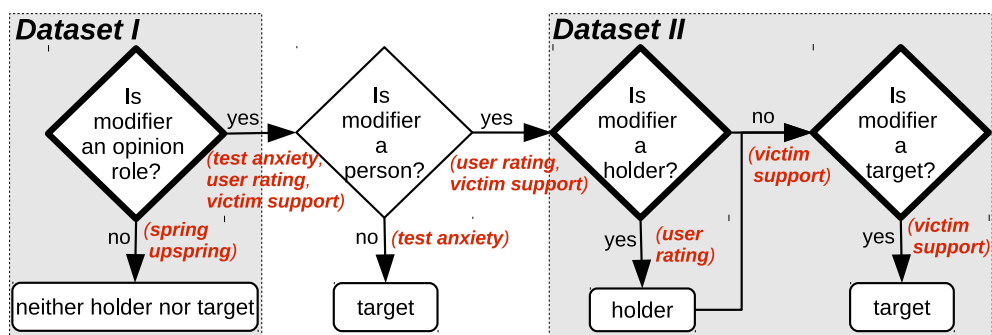 Dataset I
Dataset II
Is
modifier
an opinion
role?
yes
(test anxiety,
user rating,
victim support)
no
(spring
upspring)
neither holder nor target
Is
modifier
a
person?
yes
(user rating,
victim support)
no
(test anxiety)
target
Is
modifier
a
holder?
no
(victim
support)
yes
(user
rating)
holder
Is
modifier
a
target?
yes
(victim
support)
target